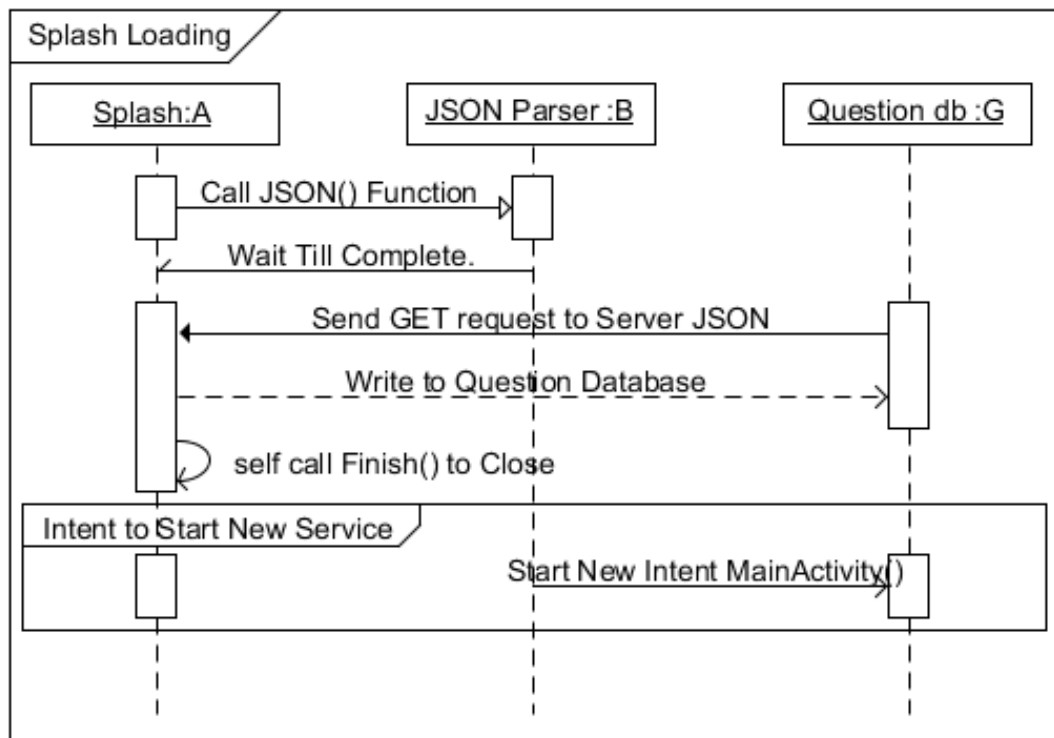 Splash Loading
Splash:A
JSON Parser :B
Question db :G
Call JSON() Function
Wait Till Complete.
Send GET request to Server JSON
Write to Question Database
self call Finish() to Close
Intent to Start New Service
Start New Intent MainActivity()